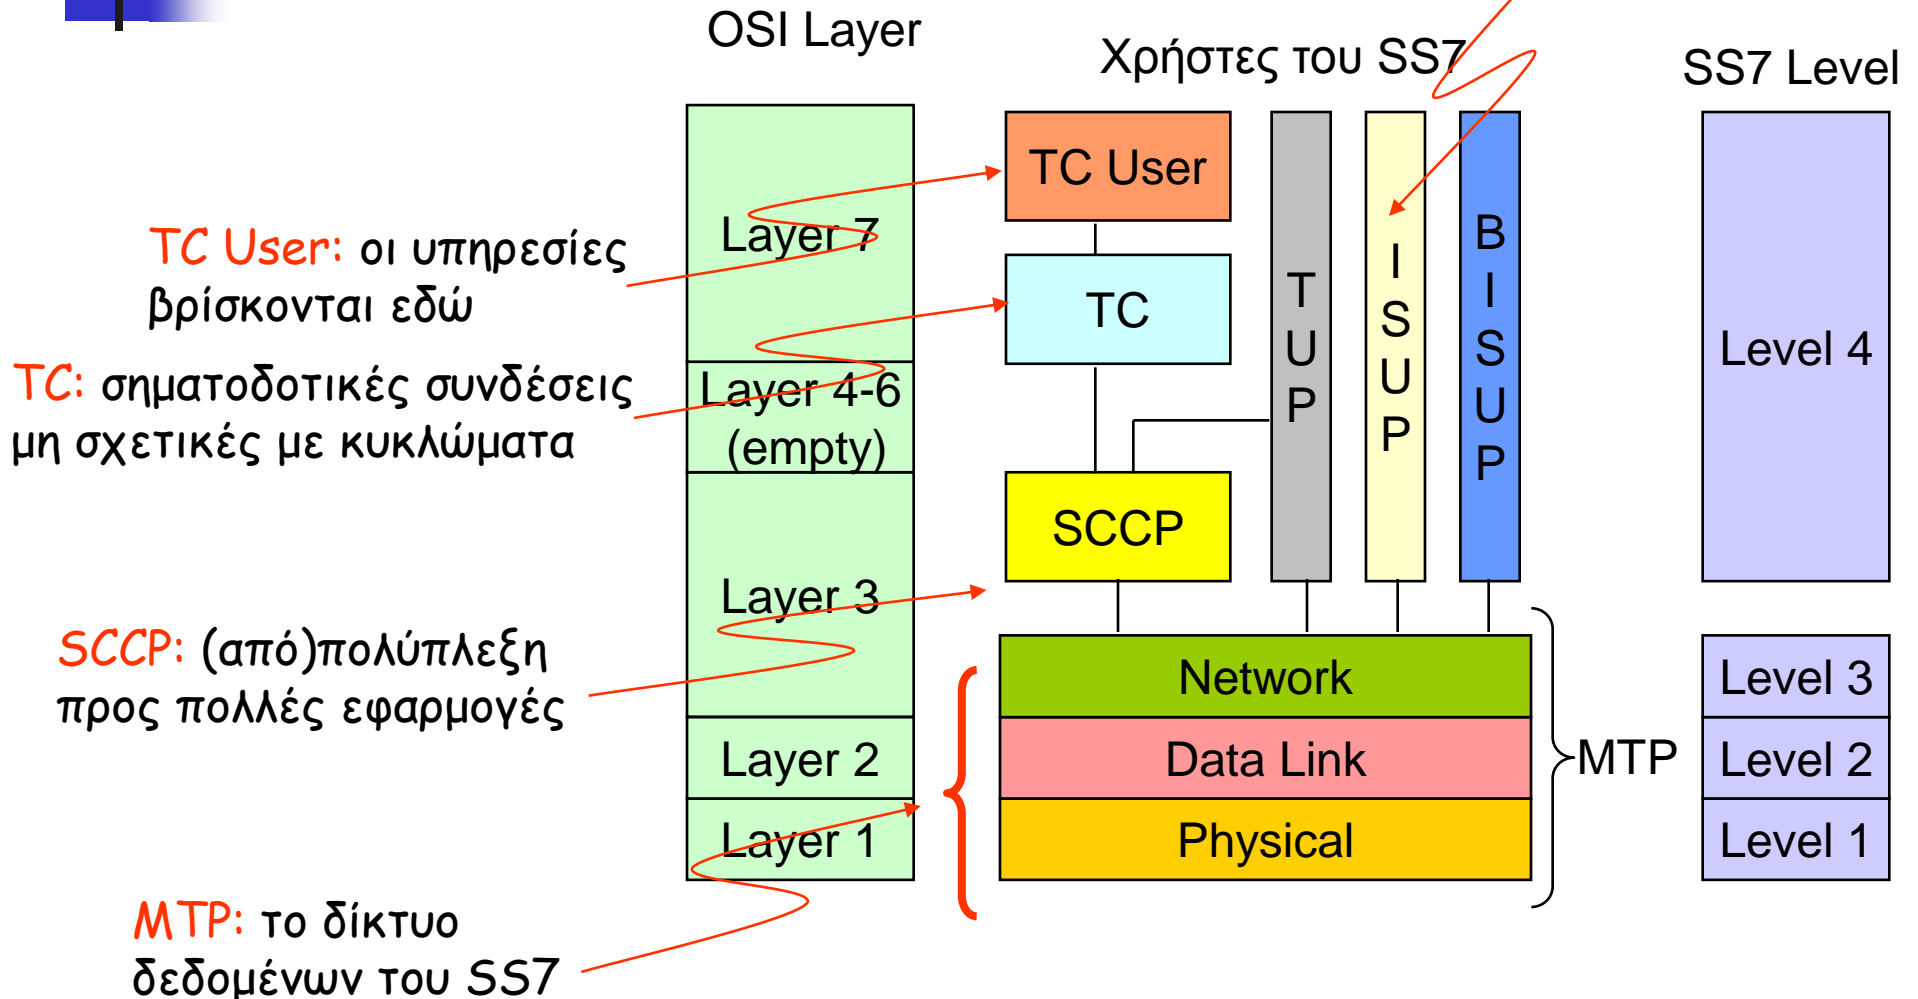 OSI Layer
Χρήστες του SS7
SS7 Level
TC User
Layer 7
TC User: οι υπηρεσίες
βρίσκονται εδώ
TC
T
U
P
I
S
U
P
B
I
S
U
P
Level 4
TC: σηματοδοτικές συνδέσεις
μη σχετικές με κυκλώματα
Layer 4-6
(empty)
SCCP
Layer 3
SCCP: (από)πολύπλεξη
προς πολλές εφαρμογές
Network
Level 3
Layer 2
Data Link
MTP
Level 2
Layer 1
Physical
Level 1
MTP: το δίκτυο
δεδομένων του SS7